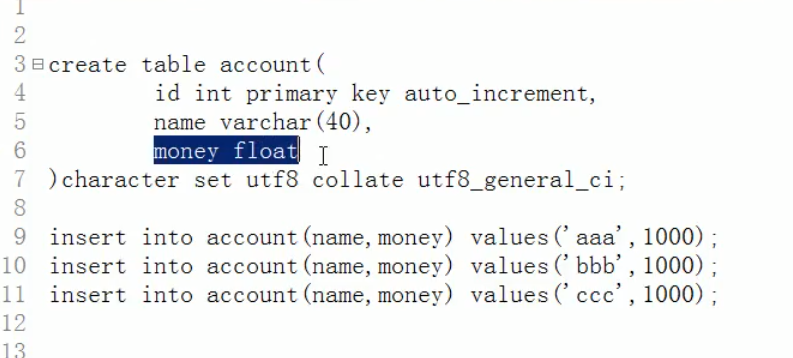 1
2
3 create table account(
4 id int primary key auto_increment,
5 name varchar(40),
6 money float
7 )character set utf8 collate utf8_general_ci;
8
9 insert into account(name,money) values('aaa',1000);
10 insert into account(name,money) values('bbb',1000);
11 insert into account(name,money) values('ccc',1000);
12
13